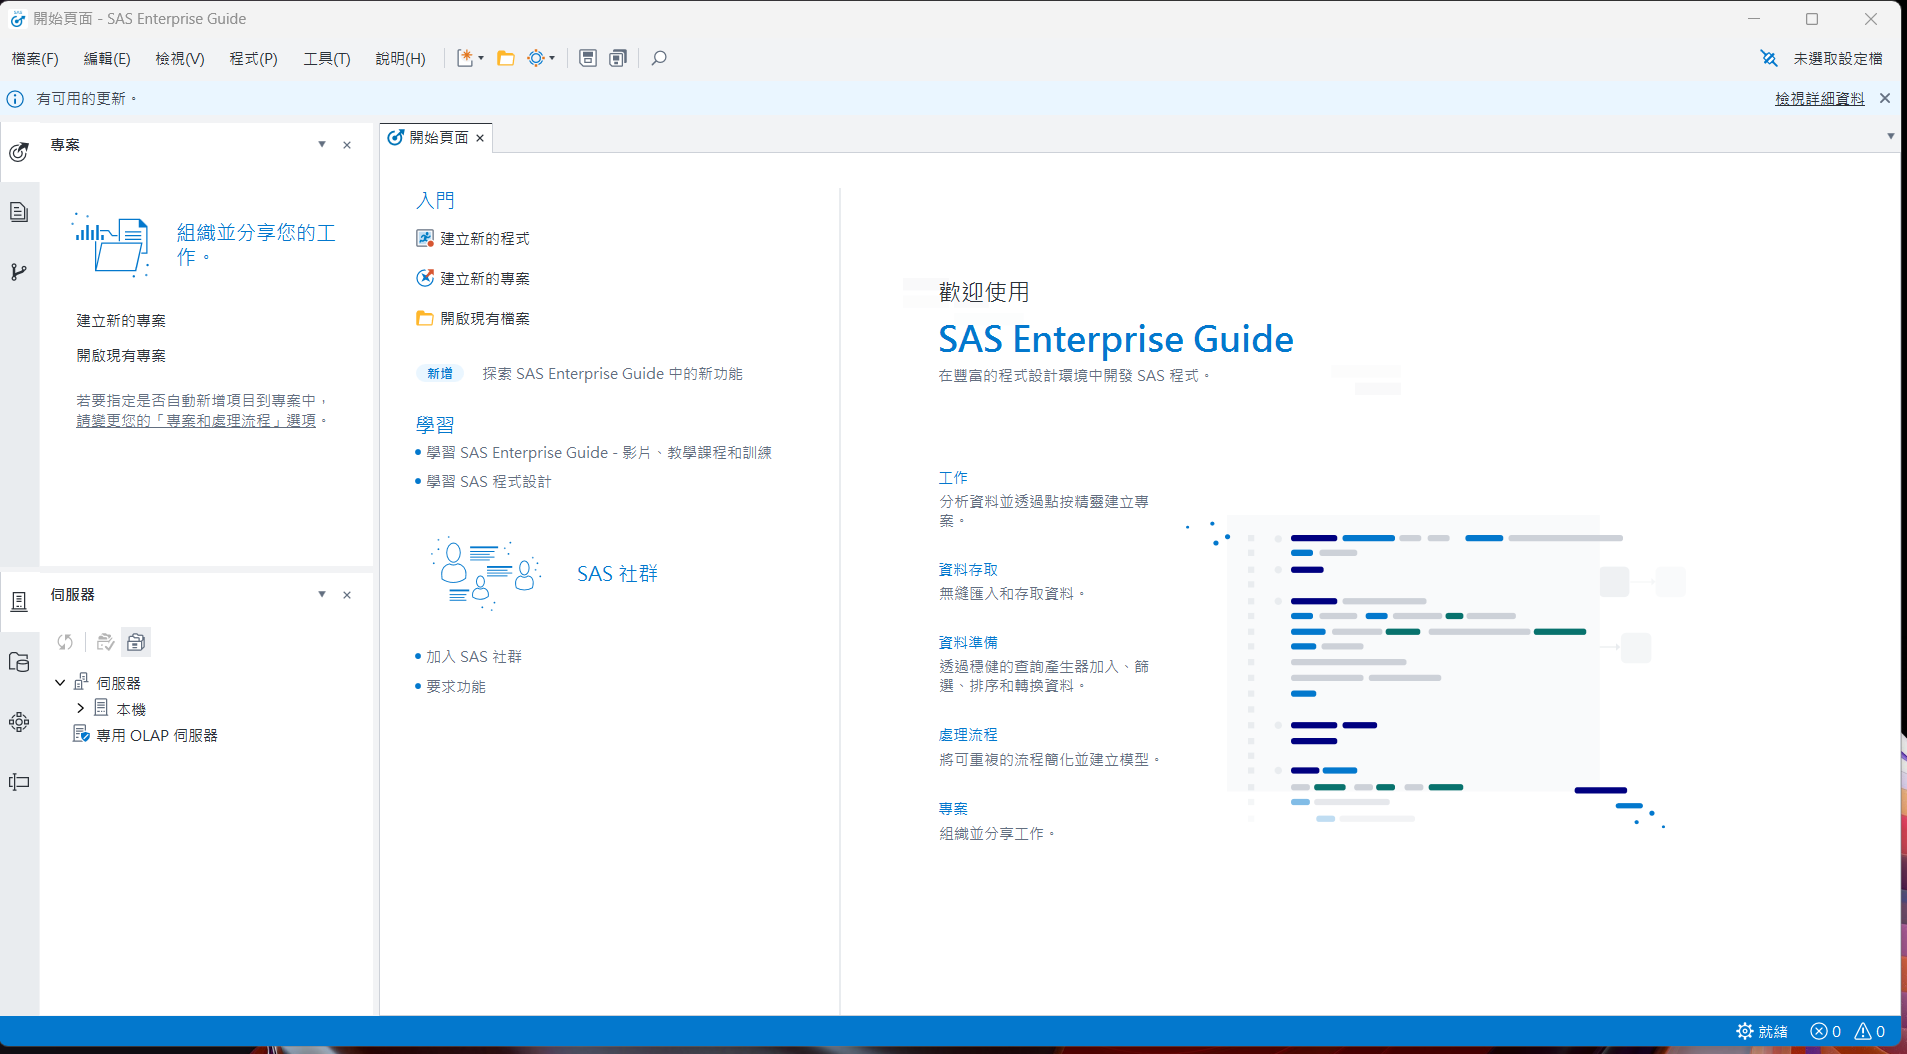 開始頁面 - SAS Enterprise Guide
檔案(F) 編輯(E) 檢視(V) 程式(P) 工具(T) 說明(H) 未選取設定檔
有可用的更新。 檢視詳細資料
專案
組織並分享您的工
作。
建立新的專案
開啟現有專案
若要指定是否自動新增項目到專案中，
請變更您的「專案和處理流程」選項。
伺服器
伺服器
本機
專用 OLAP 伺服器
開始頁面
入門
建立新的程式
建立新的專案
開啟現有檔案
新增 探索 SAS Enterprise Guide 中的新功能
學習
學習 SAS Enterprise Guide - 影片、教學課程和訓練
學習 SAS 程式設計
SAS 社群
加入 SAS 社群
要求功能
歡迎使用
SAS Enterprise Guide
在豐富的程式設計環境中開發 SAS 程式。
工作
分析資料並透過點按精靈建立專
案。
資料存取
無縫匯入和存取資料。
資料準備
透過穩健的查詢產生器加入、篩
選、排序和轉換資料。
處理流程
將可重複的流程簡化並建立模型。
專案
組織並分享工作。
就緒 0 0